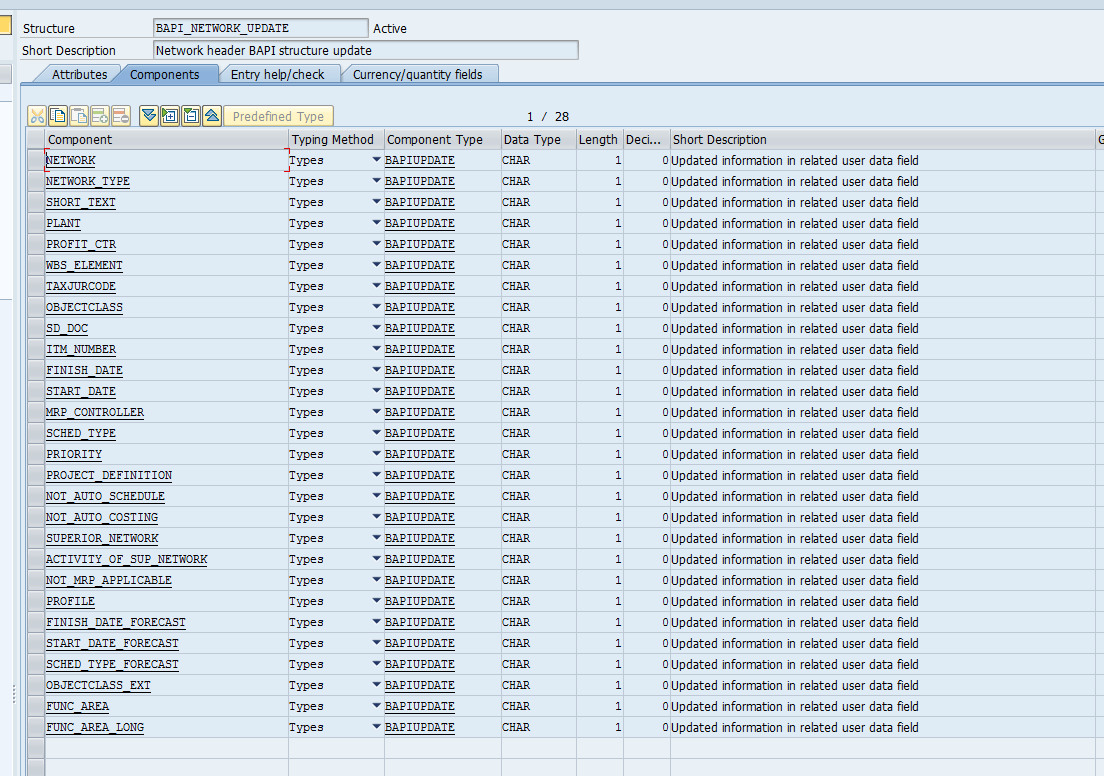 Structure BAPI_NETWORK_UPDATE Active
Short Description Network header BAPI structure update
Attributes Components Entry help/check Currency/quantity fields
Predefined Type 1 / 28
Component Typing Method Component Type Data Type Length Deci... Short Description G
NETWORK Types BAPIUPDATE CHAR 1 0 Updated information in related user data field
NETWORK_TYPE Types BAPIUPDATE CHAR 1 0 Updated information in related user data field
SHORT_TEXT Types BAPIUPDATE CHAR 1 0 Updated information in related user data field
PLANT Types BAPIUPDATE CHAR 1 0 Updated information in related user data field
PROFIT_CTR Types BAPIUPDATE CHAR 1 0 Updated information in related user data field
WBS_ELEMENT Types BAPIUPDATE CHAR 1 0 Updated information in related user data field
TAXJURCODE Types BAPIUPDATE CHAR 1 0 Updated information in related user data field
OBJECTCLASS Types BAPIUPDATE CHAR 1 0 Updated information in related user data field
SD_DOC Types BAPIUPDATE CHAR 1 0 Updated information in related user data field
ITM_NUMBER Types BAPIUPDATE CHAR 1 0 Updated information in related user data field
FINISH_DATE Types BAPIUPDATE CHAR 1 0 Updated information in related user data field
START_DATE Types BAPIUPDATE CHAR 1 0 Updated information in related user data field
MRP_CONTROLLER Types BAPIUPDATE CHAR 1 0 Updated information in related user data field
SCHED_TYPE Types BAPIUPDATE CHAR 1 0 Updated information in related user data field
PRIORITY Types BAPIUPDATE CHAR 1 0 Updated information in related user data field
PROJECT_DEFINITION Types BAPIUPDATE CHAR 1 0 Updated information in related user data field
NOT_AUTO_SCHEDULE Types BAPIUPDATE CHAR 1 0 Updated information in related user data field
NOT_AUTO_COSTING Types BAPIUPDATE CHAR 1 0 Updated information in related user data field
SUPERIOR_NETWORK Types BAPIUPDATE CHAR 1 0 Updated information in related user data field
ACTIVITY_OF_SUP_NETWORK Types BAPIUPDATE CHAR 1 0 Updated information in related user data field
NOT_MRP_APPLICABLE Types BAPIUPDATE CHAR 1 0 Updated information in related user data field
PROFILE Types BAPIUPDATE CHAR 1 0 Updated information in related user data field
FINISH_DATE_FORECAST Types BAPIUPDATE CHAR 1 0 Updated information in related user data field
START_DATE_FORECAST Types BAPIUPDATE CHAR 1 0 Updated information in related user data field
SCHED_TYPE_FORECAST Types BAPIUPDATE CHAR 1 0 Updated information in related user data field
OBJECTCLASS_EXT Types BAPIUPDATE CHAR 1 0 Updated information in related user data field
FUNC_AREA Types BAPIUPDATE CHAR 1 0 Updated information in related user data field
FUNC_AREA_LONG Types BAPIUPDATE CHAR 1 0 Updated information in related user data field